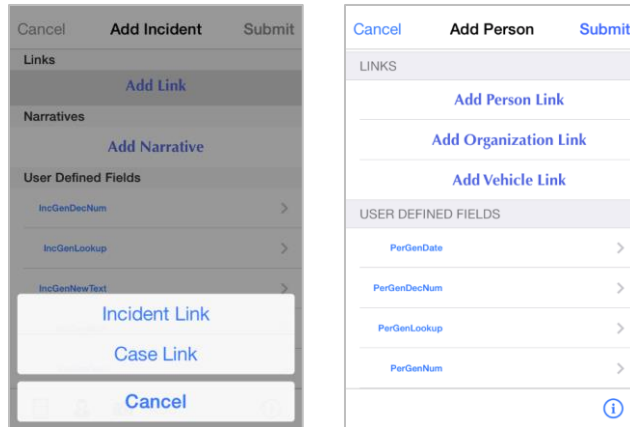 Cancel Add Incident Submit
Links
Add Link
Narratives
Add Narrative
User Defined Fields
IncGenDecNum
IncGenLookup
IncGenNewText
Incident Link
Case Link
Cancel
Cancel Add Person Submit
LINKS
Add Person Link
Add Organization Link
Add Vehicle Link
USER DEFINED FIELDS
PerGenDate
PerGenDecNum
PerGenLookup
PerGenNum